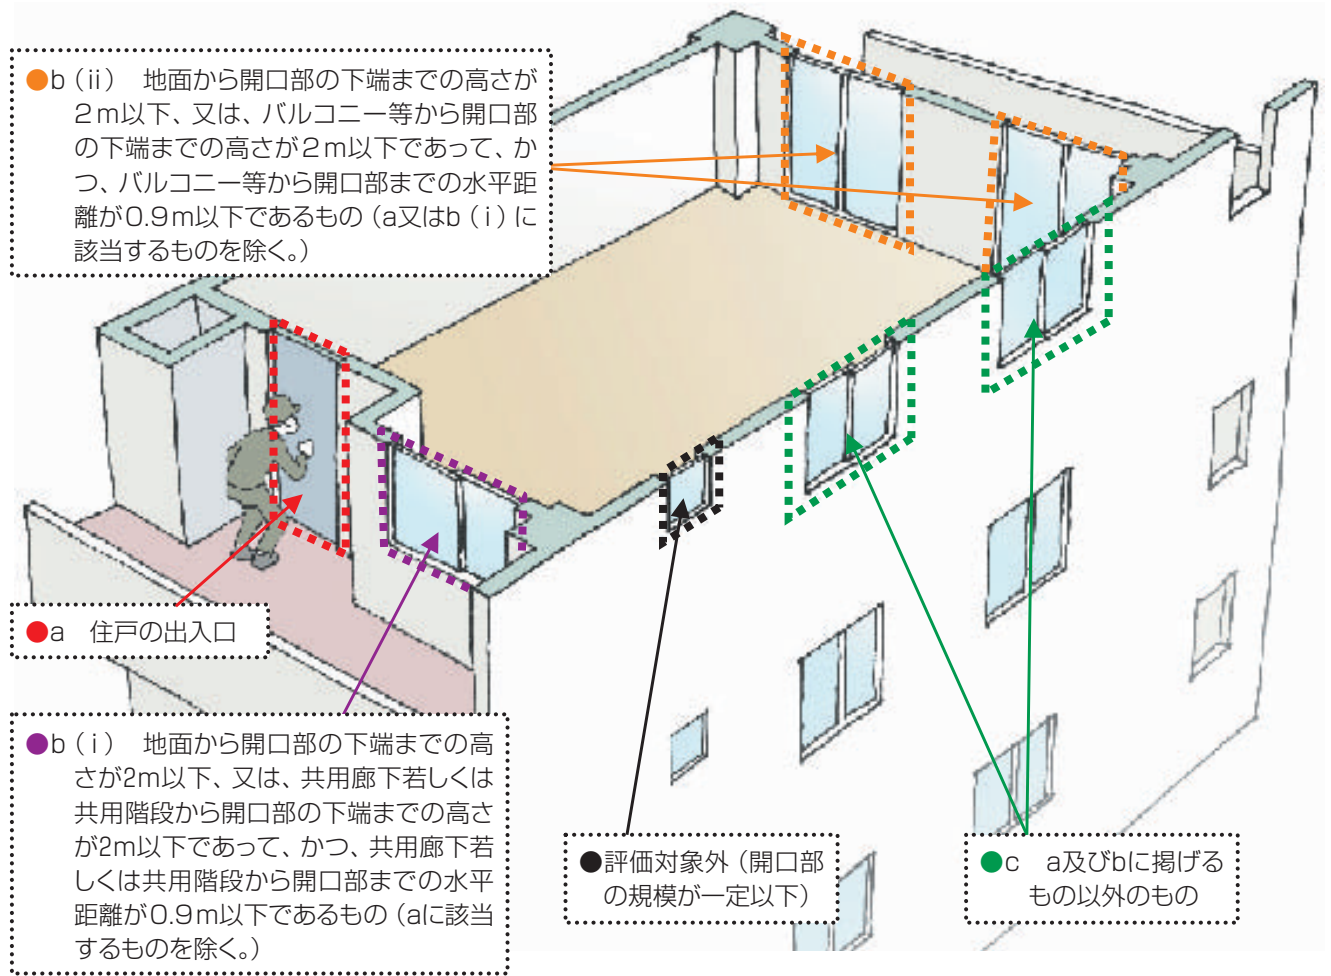 ●b（ii）　地面から開口部の下端までの高さが
２m以下、又は、バルコニー等から開口部
の下端までの高さが２m以下であって、か
つ、バルコニー等から開口部までの水平距
離が0.9m以下であるもの（a又はb（i）に
該当するものを除く。）
●a　住戸の出入口
●b（i）　地面から開口部の下端までの高
さが2m以下、又は、共用廊下若しくは
共用階段から開口部の下端までの高さ
が2m以下であって、かつ、共用廊下若
しくは共用階段から開口部までの水平
距離が0.9m以下であるもの（aに該当
するものを除く。）
●評価対象外（開口部
の規模が一定以下）
●c　a及びbに掲げる
もの以外のもの